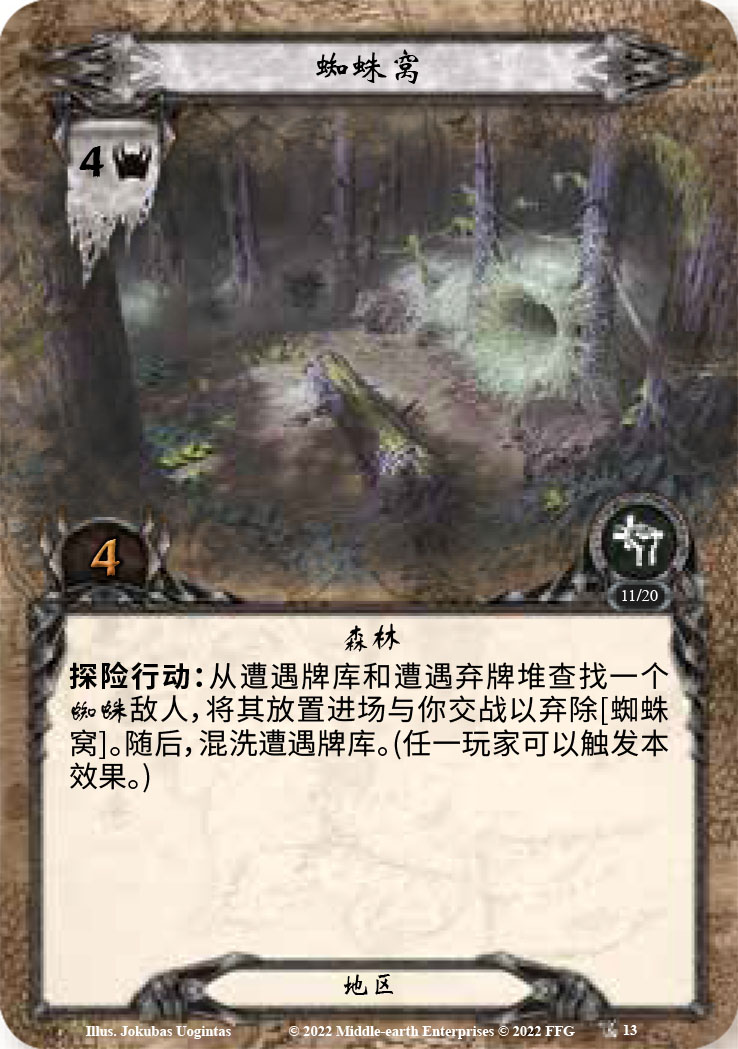 蜘蛛窝
4
4
11/20
森林
探险行动：从遭遇牌库和遭遇弃牌堆查找一个
蜘蛛敌人，将其放置进场与你交战以弃除[蜘蛛
窝]。随后，混洗遭遇牌库。(任一玩家可以触发本
效果。)
地区
Illus. Jokubas Uogintas © 2022 Middle-earth Enterprises © 2022 FFG 13